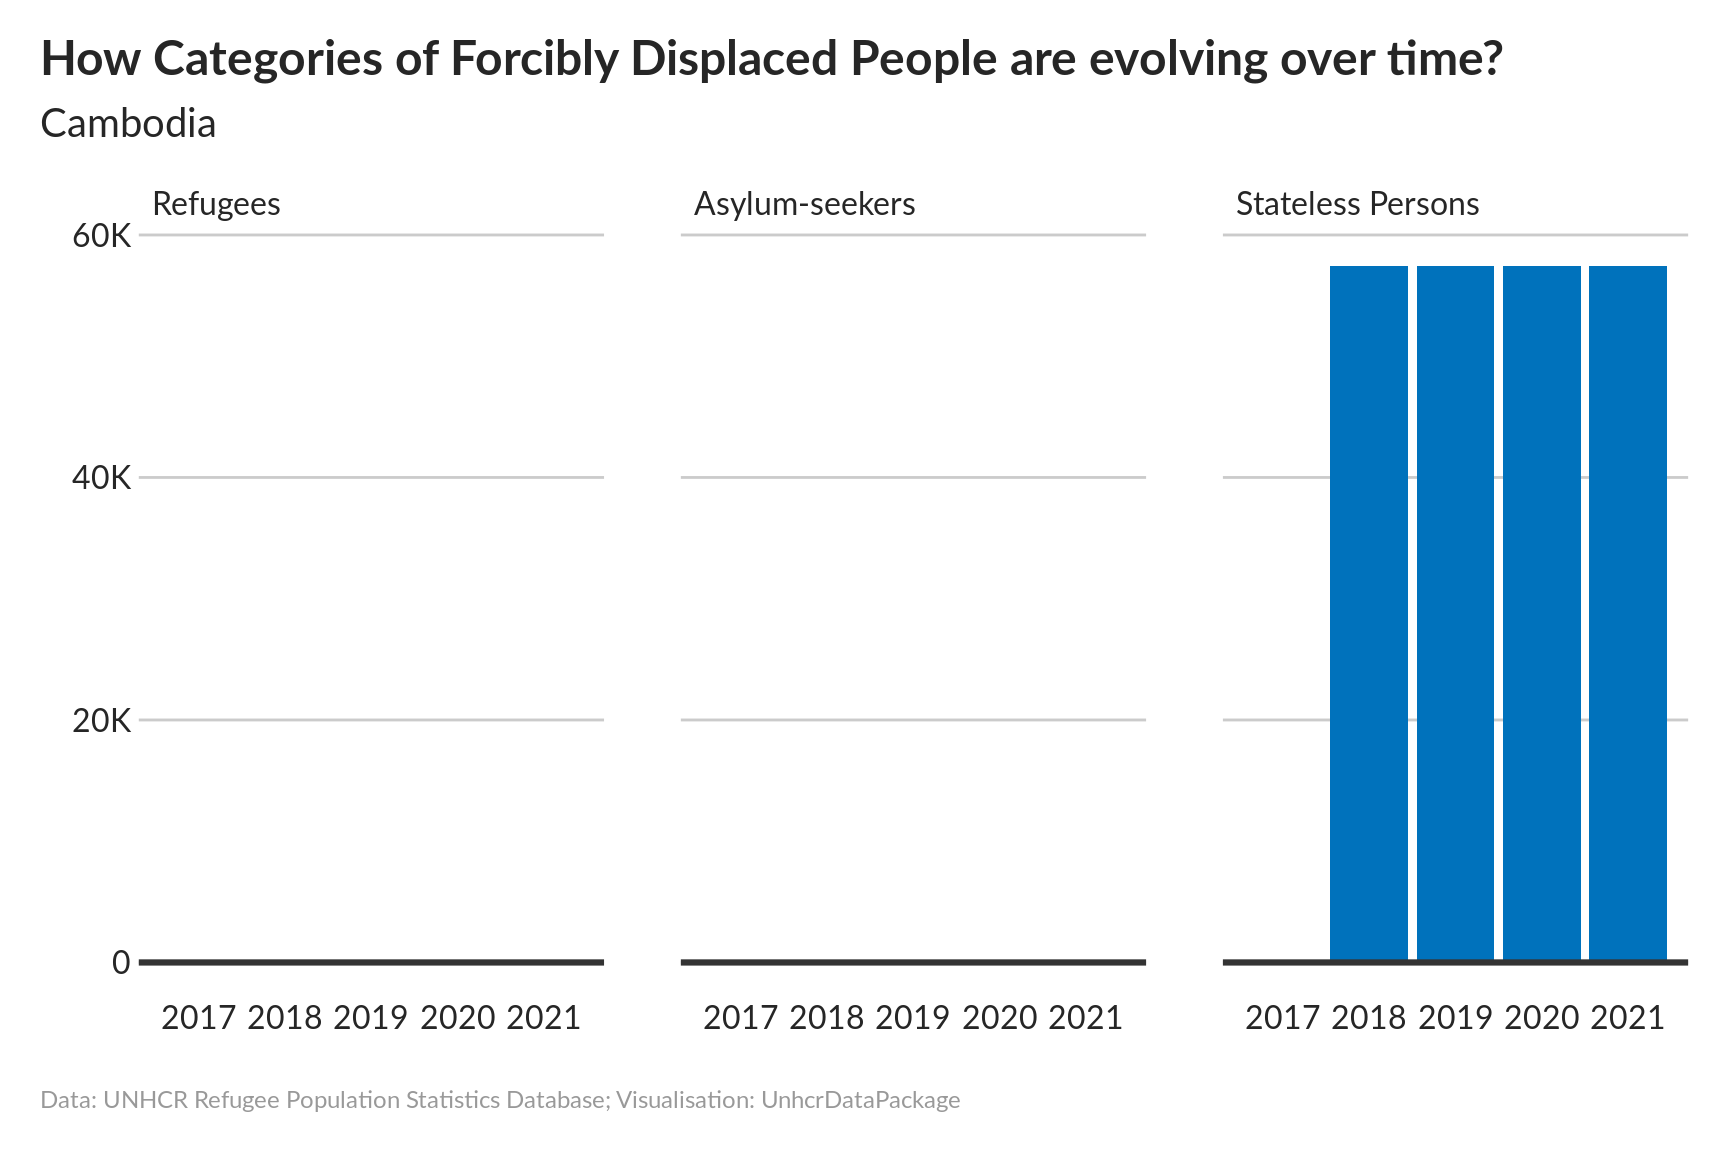 How Categories of Forcibly Displaced People are evolving over time?
Cambodia
Refugees Asylum-seekers Stateless Persons
60K
40K
20K
0
2017 2018 2019 2020 2021 2017 2018 2019 2020 2021 2017 2018 2019 2020 2021
Data: UNHCR Refugee Population Statistics Database; Visualisation: UnhcrDataPackage